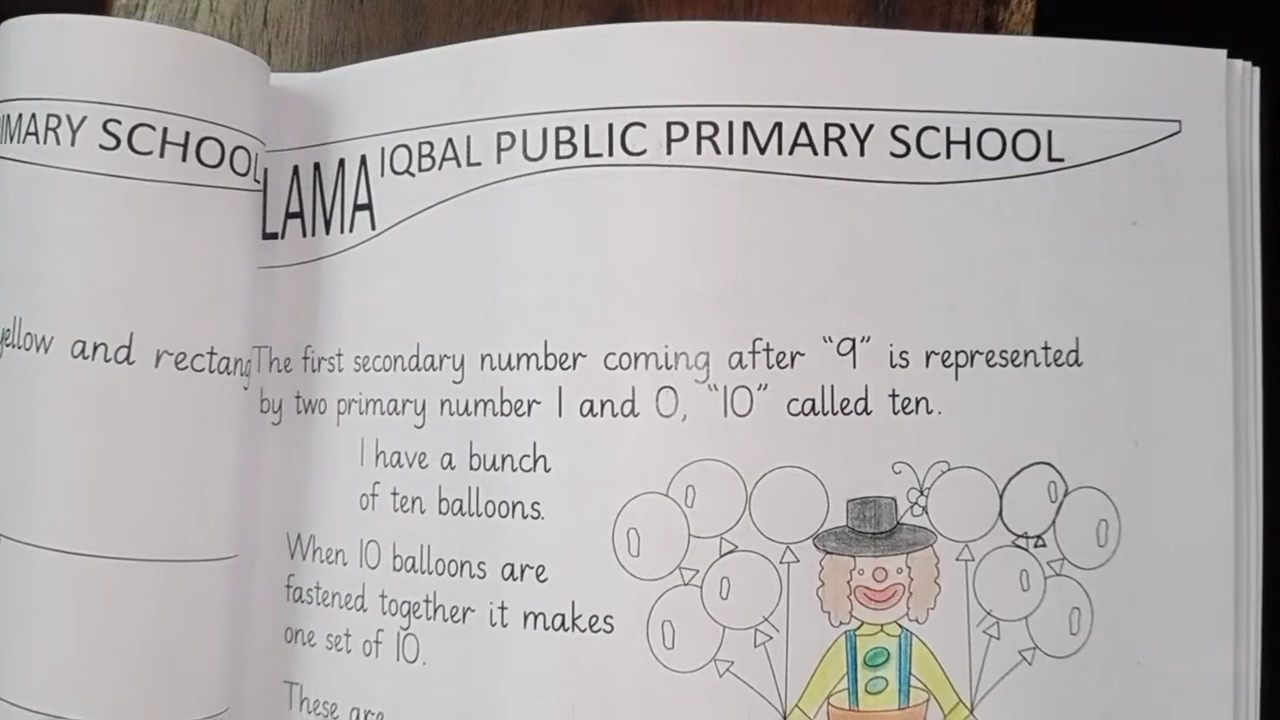 IMARY SCHOOL
yellow and rectang
LAMA IQBAL PUBLIC PRIMARY SCHOOL
The first secondary number coming after “9” is represented
by two primary number 1 and 0, “10” called ten.
I have a bunch
of ten balloons.
When 10 balloons are
fastened together it makes
one set of 10.
These are